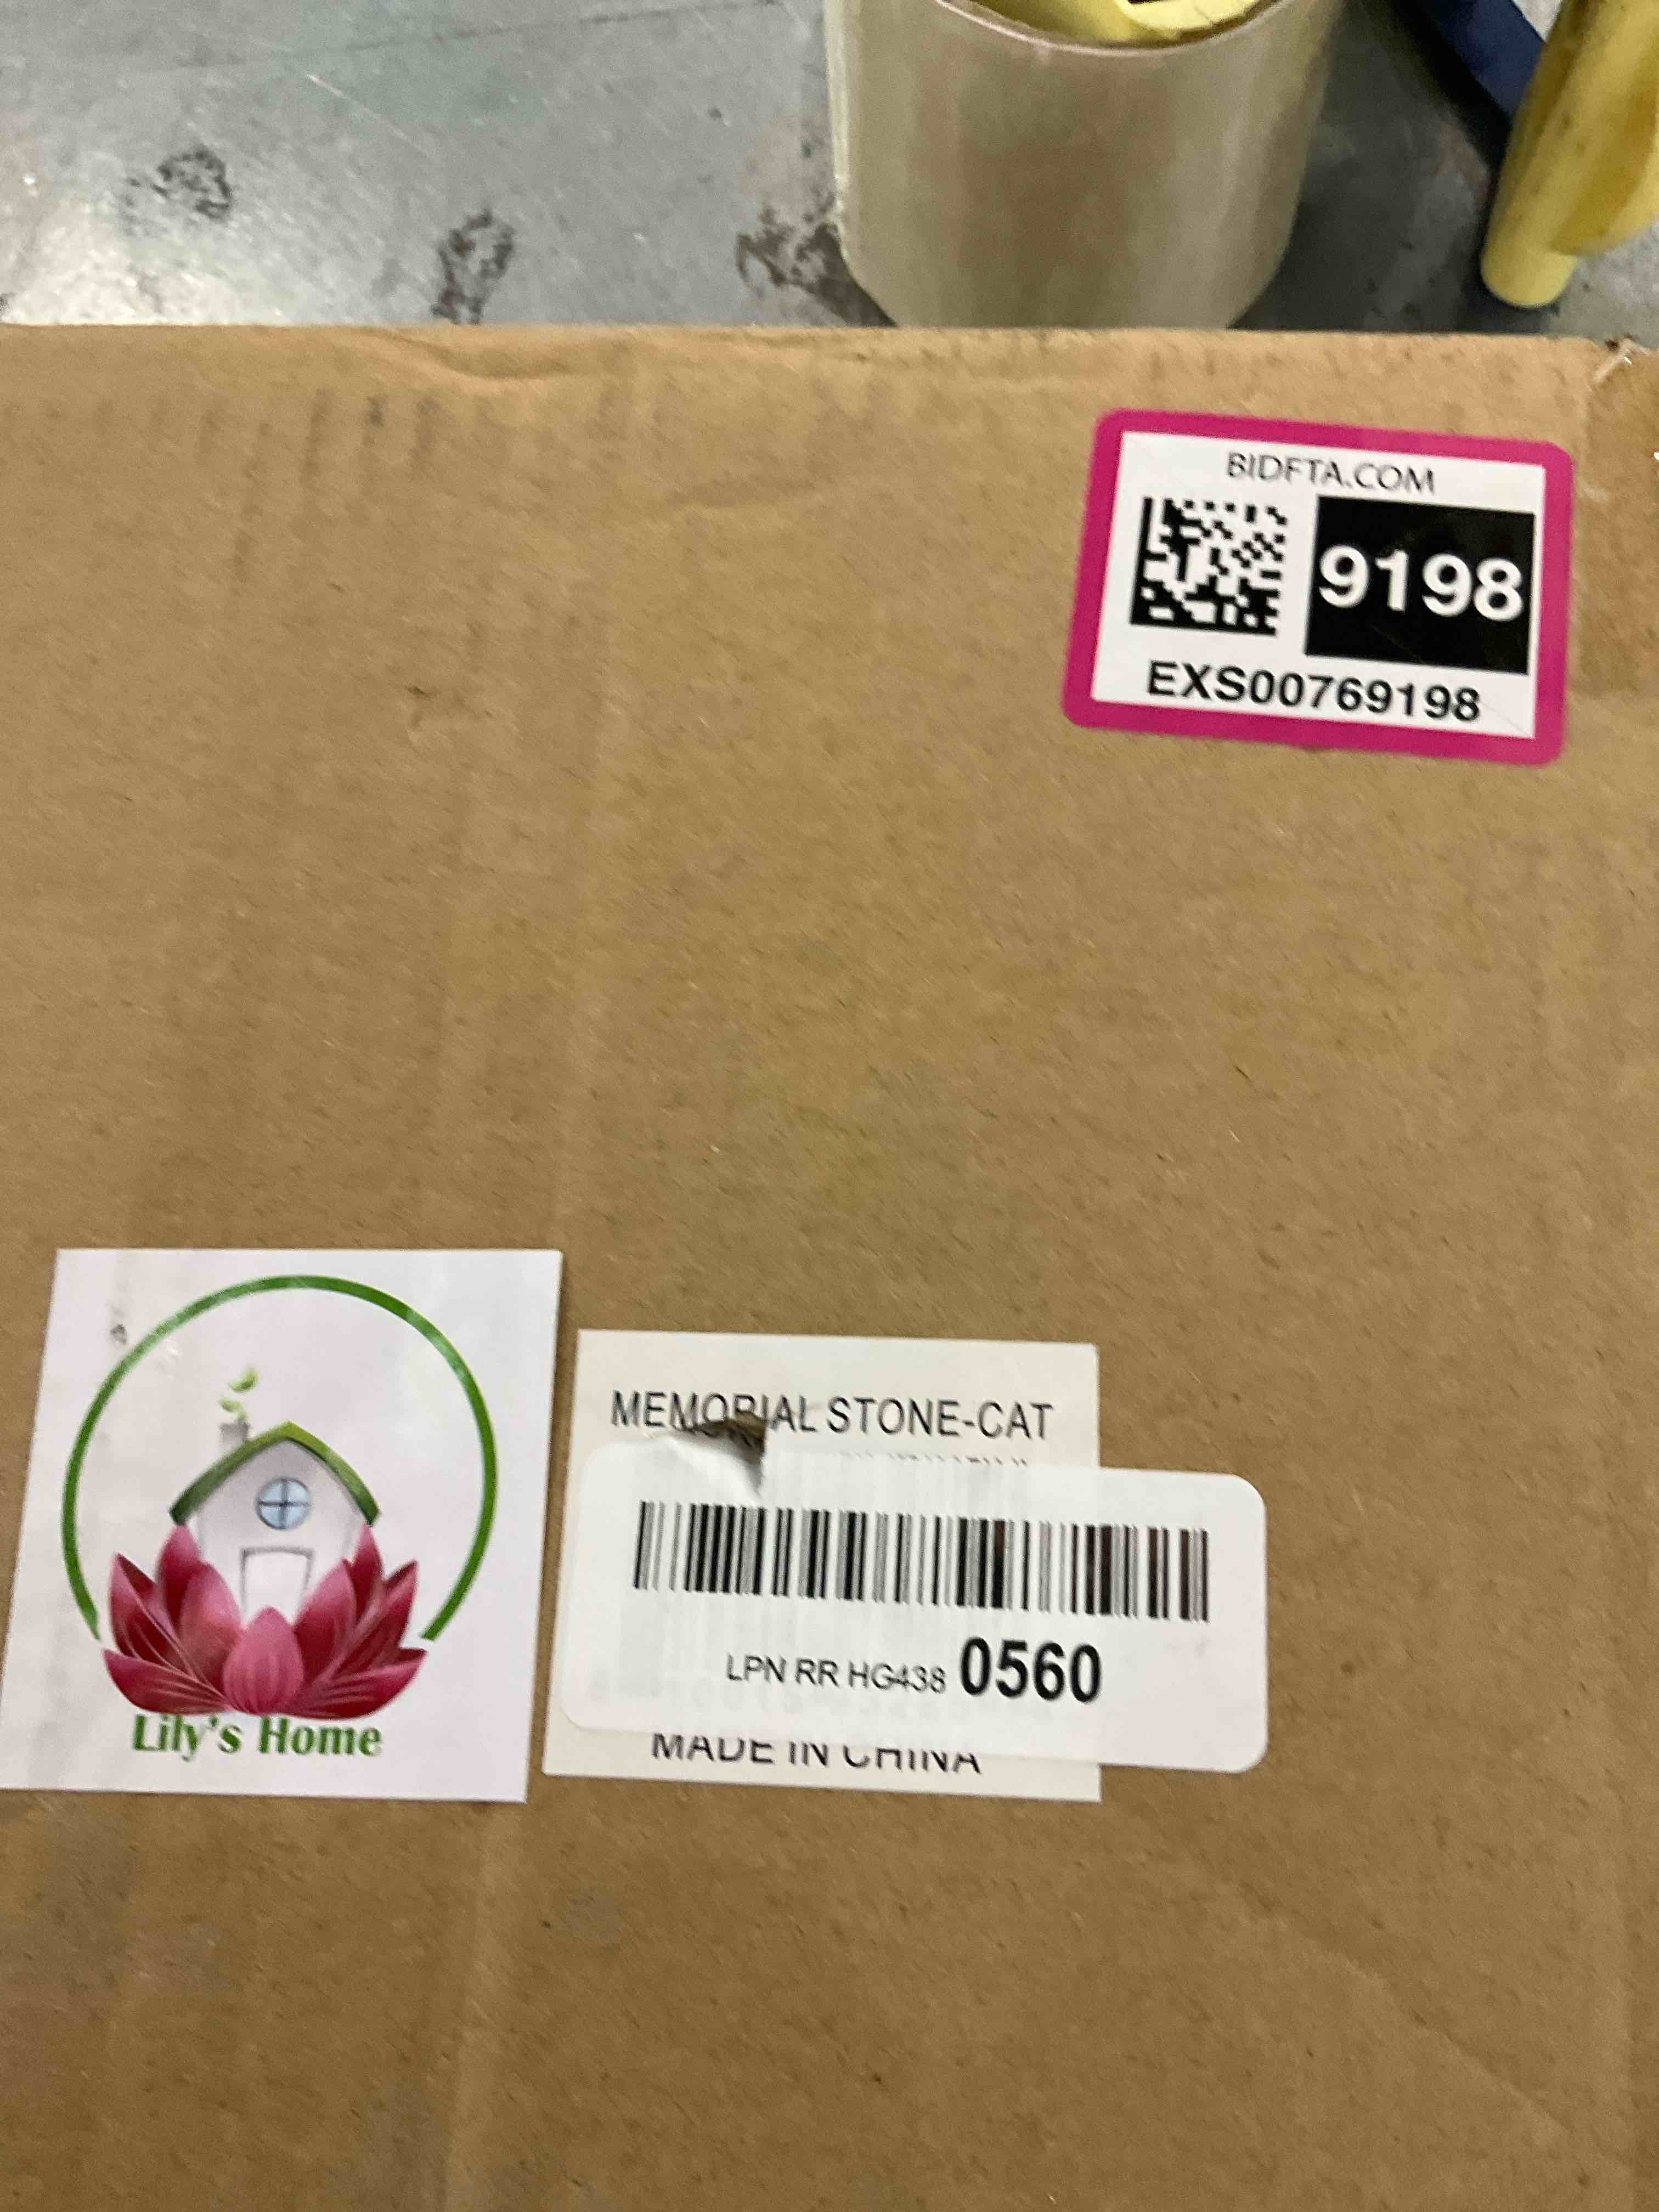 BIDFTA.COM
9198
EXS00769198
Lily's Home
MEMORIAL STONE-CAT
LPN RR HG438 0560
MADE IN CHINA